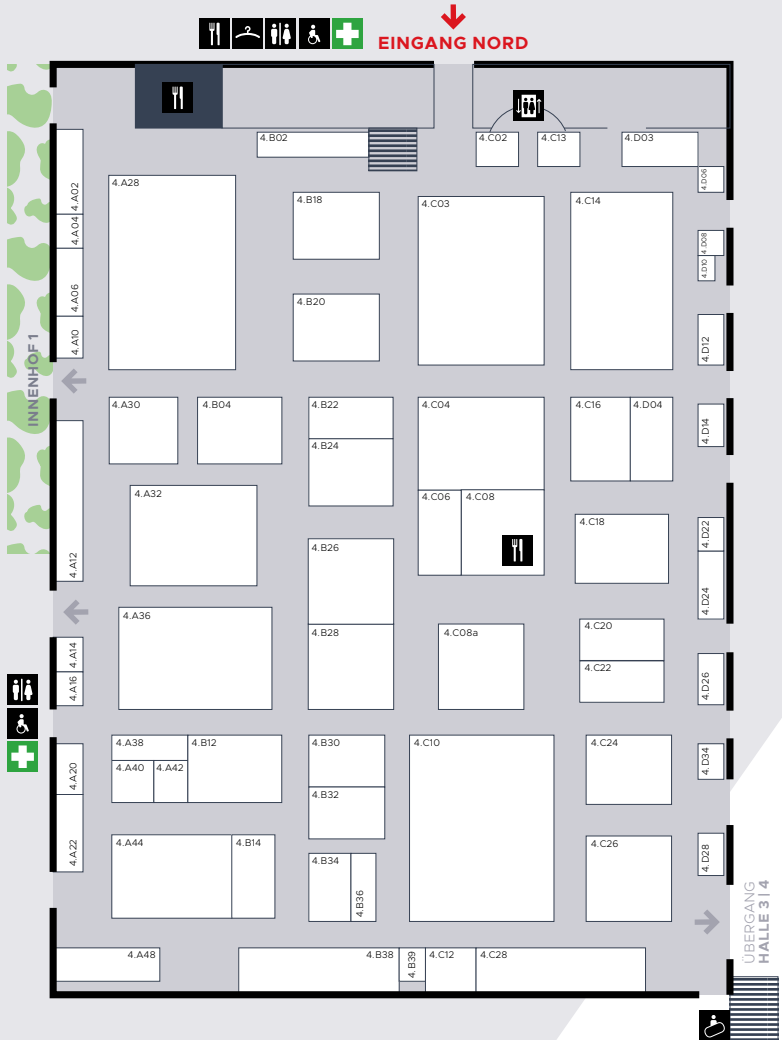 EINGANG NORD
4.B02
4.C02
4.C13
4.D03
4.D06
4.A02
4.A28
4.B18
4.C03
4.C14
4.A04
4.D08
4.D10
4.A06
4.B20
4.A10
4.D12
INNENHOF 1
4.A30
4.B04
4.B22
4.C04
4.C16
4.D04
4.D14
4.B24
4.A12
4.A32
4.C06
4.C08
4.C18
4.D22
4.B26
4.D24
4.A36
4.B28
4.C08a
4.C20
4.A14
4.C22
4.A16
4.D26
4.A38
4.B12
4.B30
4.C10
4.C24
4.D34
4.A20
4.A40
4.A42
4.B32
4.A22
4.A44
4.B14
4.C26
4.D28
4.B34
4.B36
ÜBERGANG
HALLE 3 | 4
4.A48
4.B38
4.B39
4.C12
4.C28